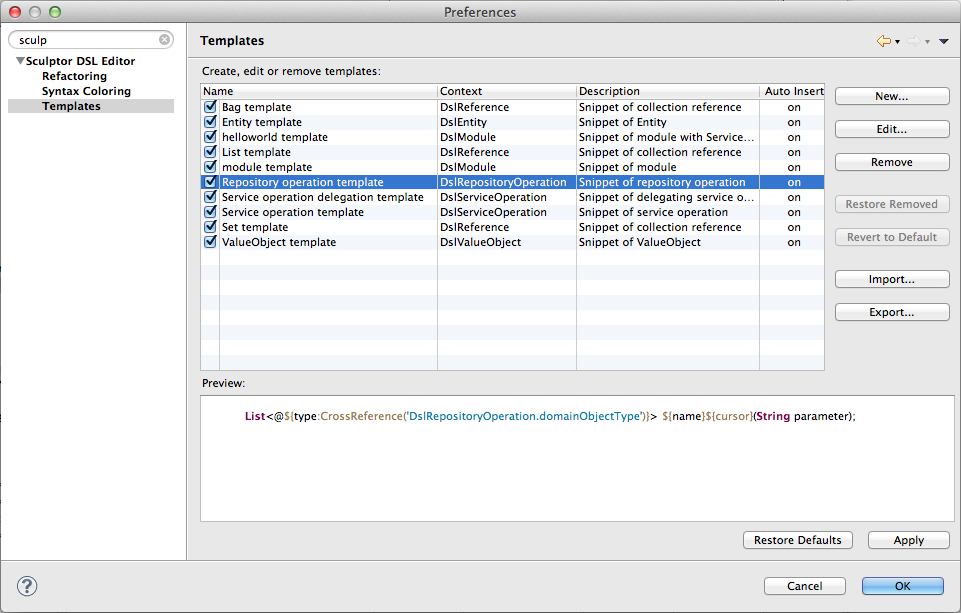 Preferences
sculp
Templates
Sculptor DSL Editor
Refactoring
Syntax Coloring
Templates
Create, edit or remove templates:
Name Context Description Auto Insert
Bag template DslReference Snippet of collection reference on
Entity template DslEntity Snippet of Entity on
helloworld template DslModule Snippet of module with Service... on
List template DslReference Snippet of collection reference on
module template DslModule Snippet of module on
Repository operation template DslRepositoryOperation Snippet of repository operation on
Service operation delegation template DslServiceOperation Snippet of delegating service o... on
Service operation template DslServiceOperation Snippet of service operation on
Set template DslReference Snippet of collection reference on
ValueObject template DslValueObject Snippet of ValueObject on
New...
Edit...
Remove
Restore Removed
Revert to Default
Import...
Export...
Preview:
List<@${type:CrossReference('DslRepositoryOperation.domainObjectType')}> ${name}${cursor}(String parameter);
Restore Defaults Apply
? Cancel OK